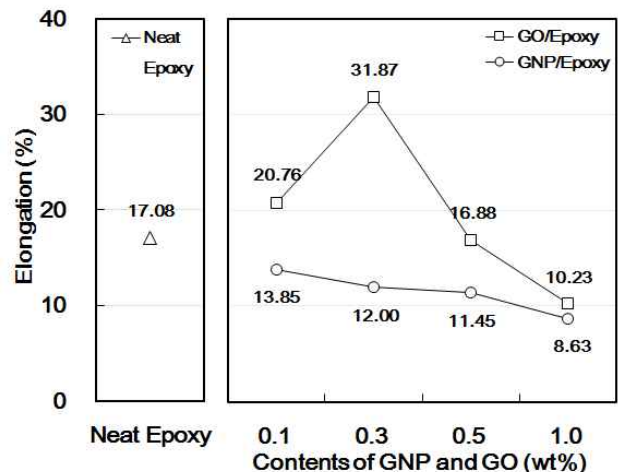 40
30
20
10
0
Elongation (%)
Neat
Epoxy
17.08
Neat Epoxy
GO/Epoxy
GNP/Epoxy
31.87
20.76
16.88
10.23
13.85
12.00
11.45
8.63
0.1 0.3 0.5 1.0
Contents of GNP and GO (wt%)